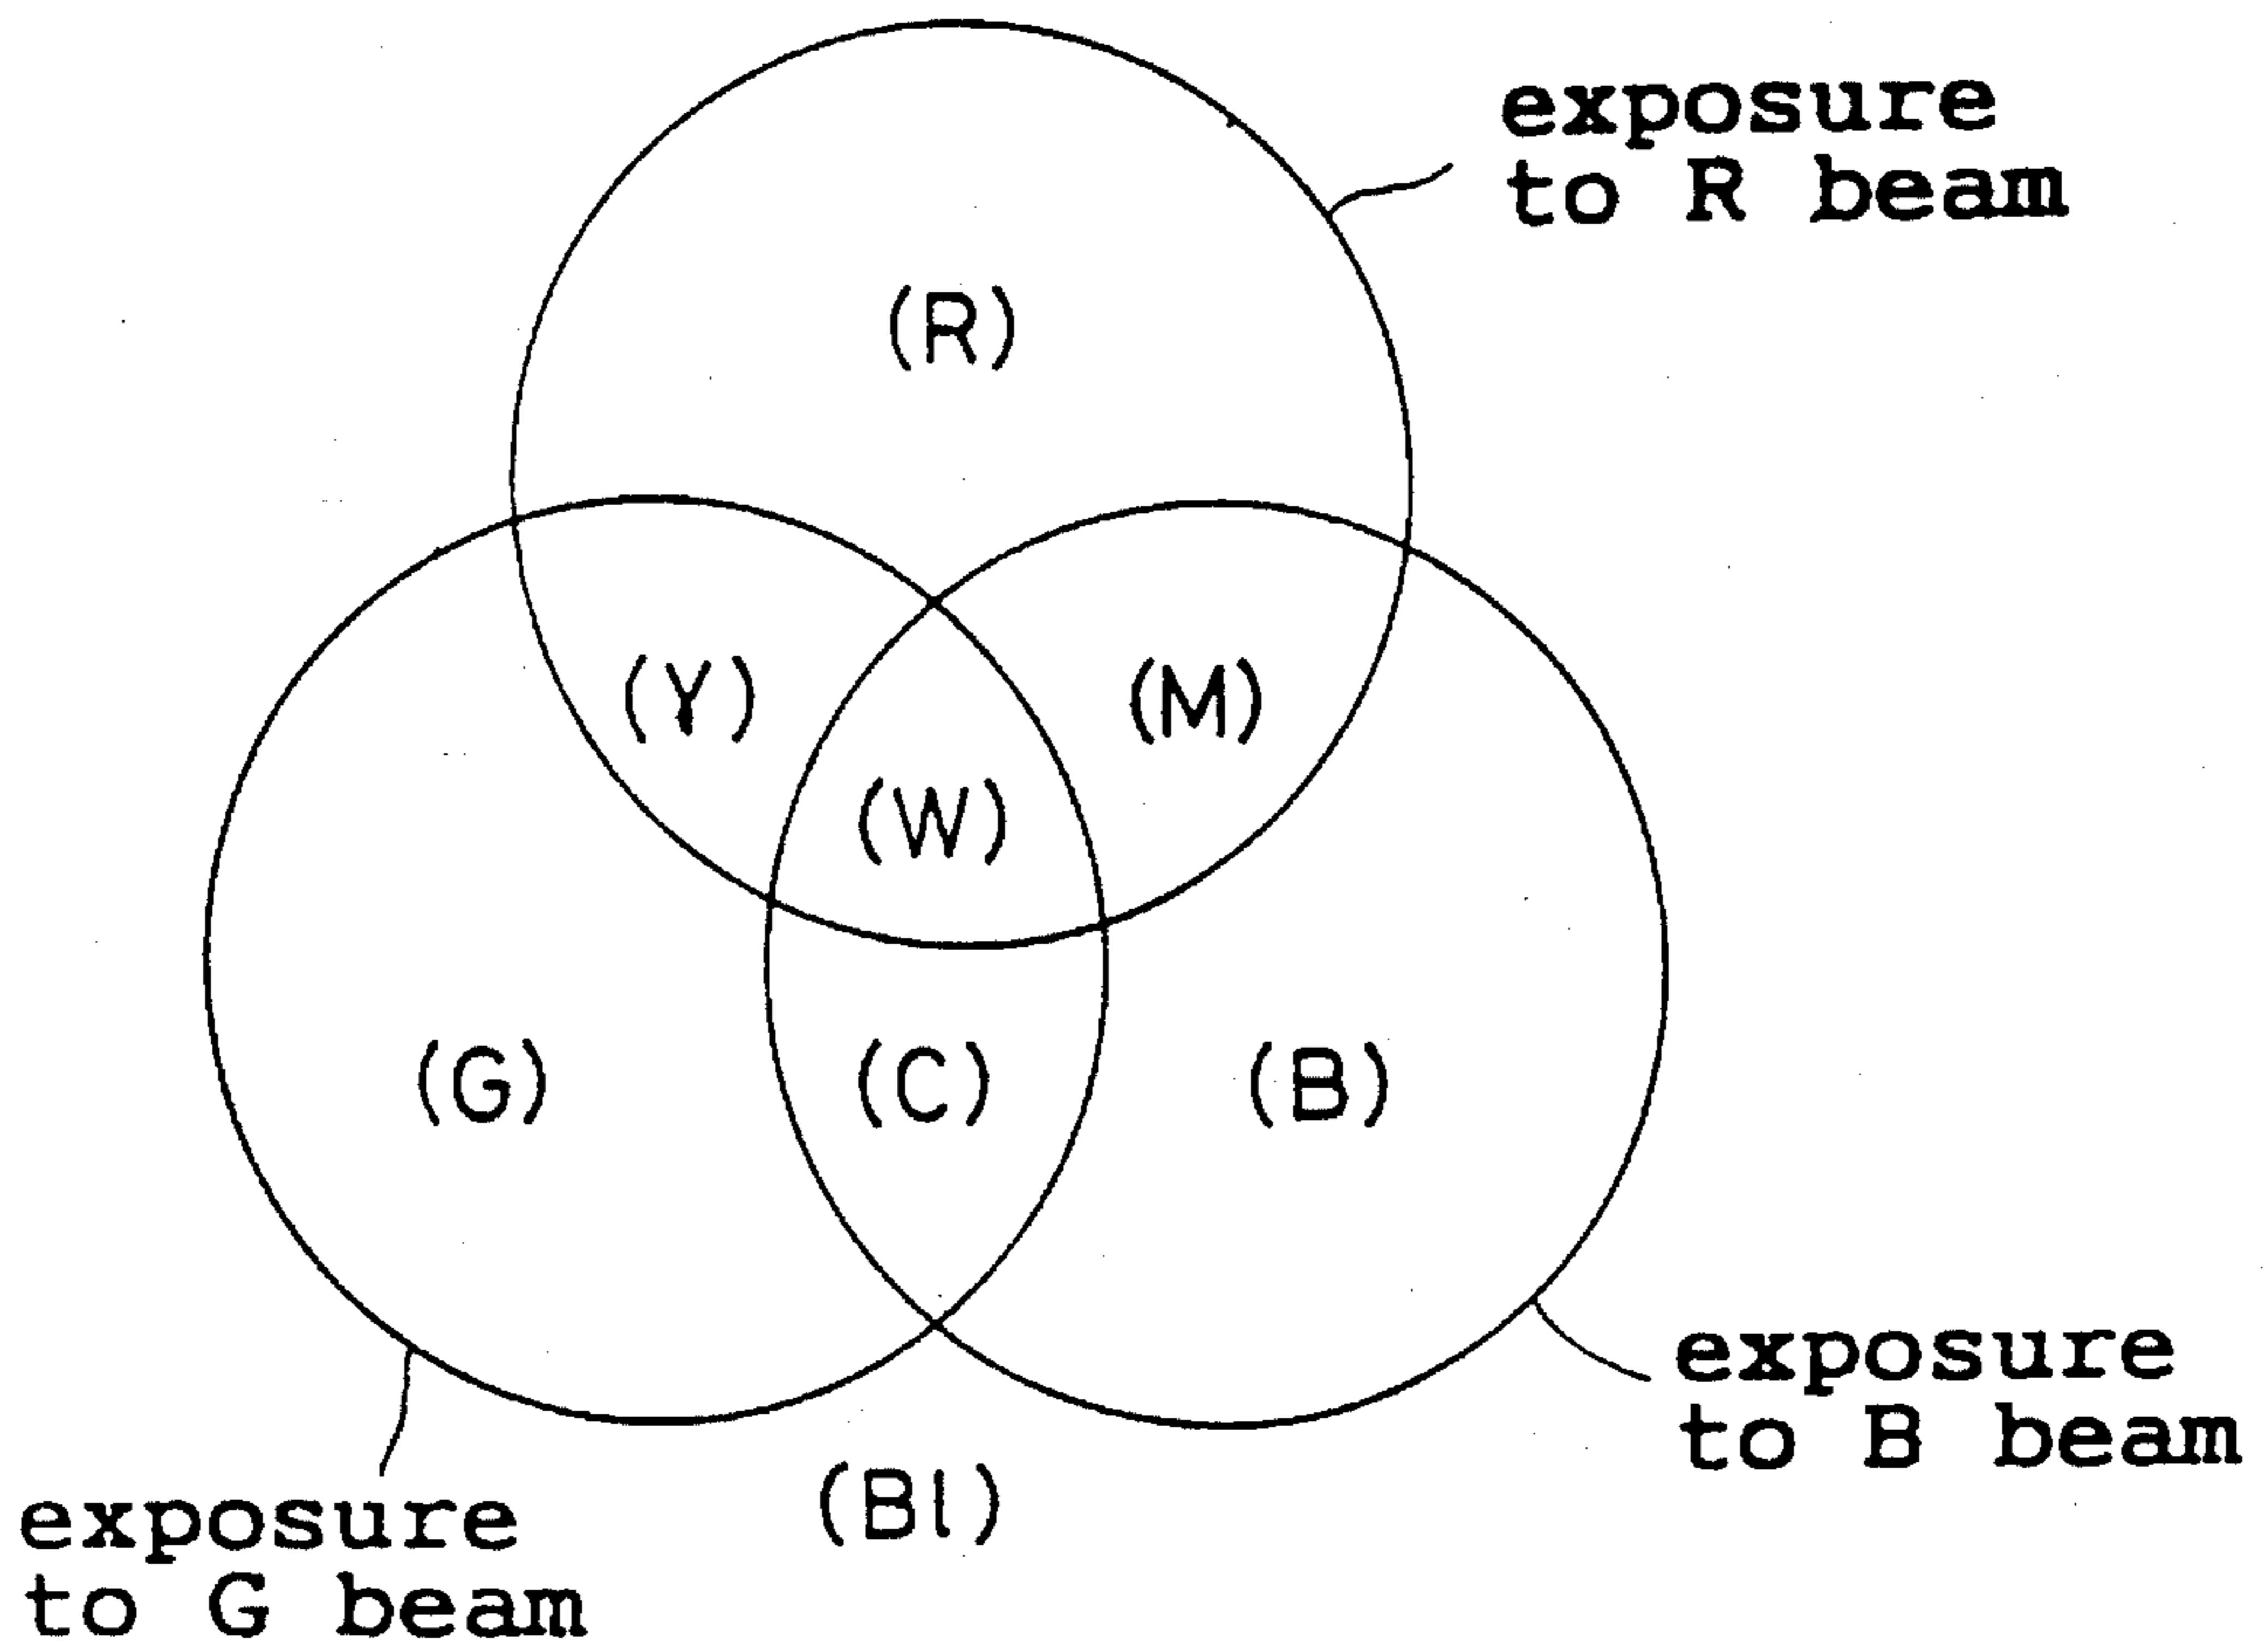 exposure
to R beam
(R)
(Y)
(M)
(W)
(G)
(C)
(B)
exposure
to B beam
(Bl)
exposure
to G beam